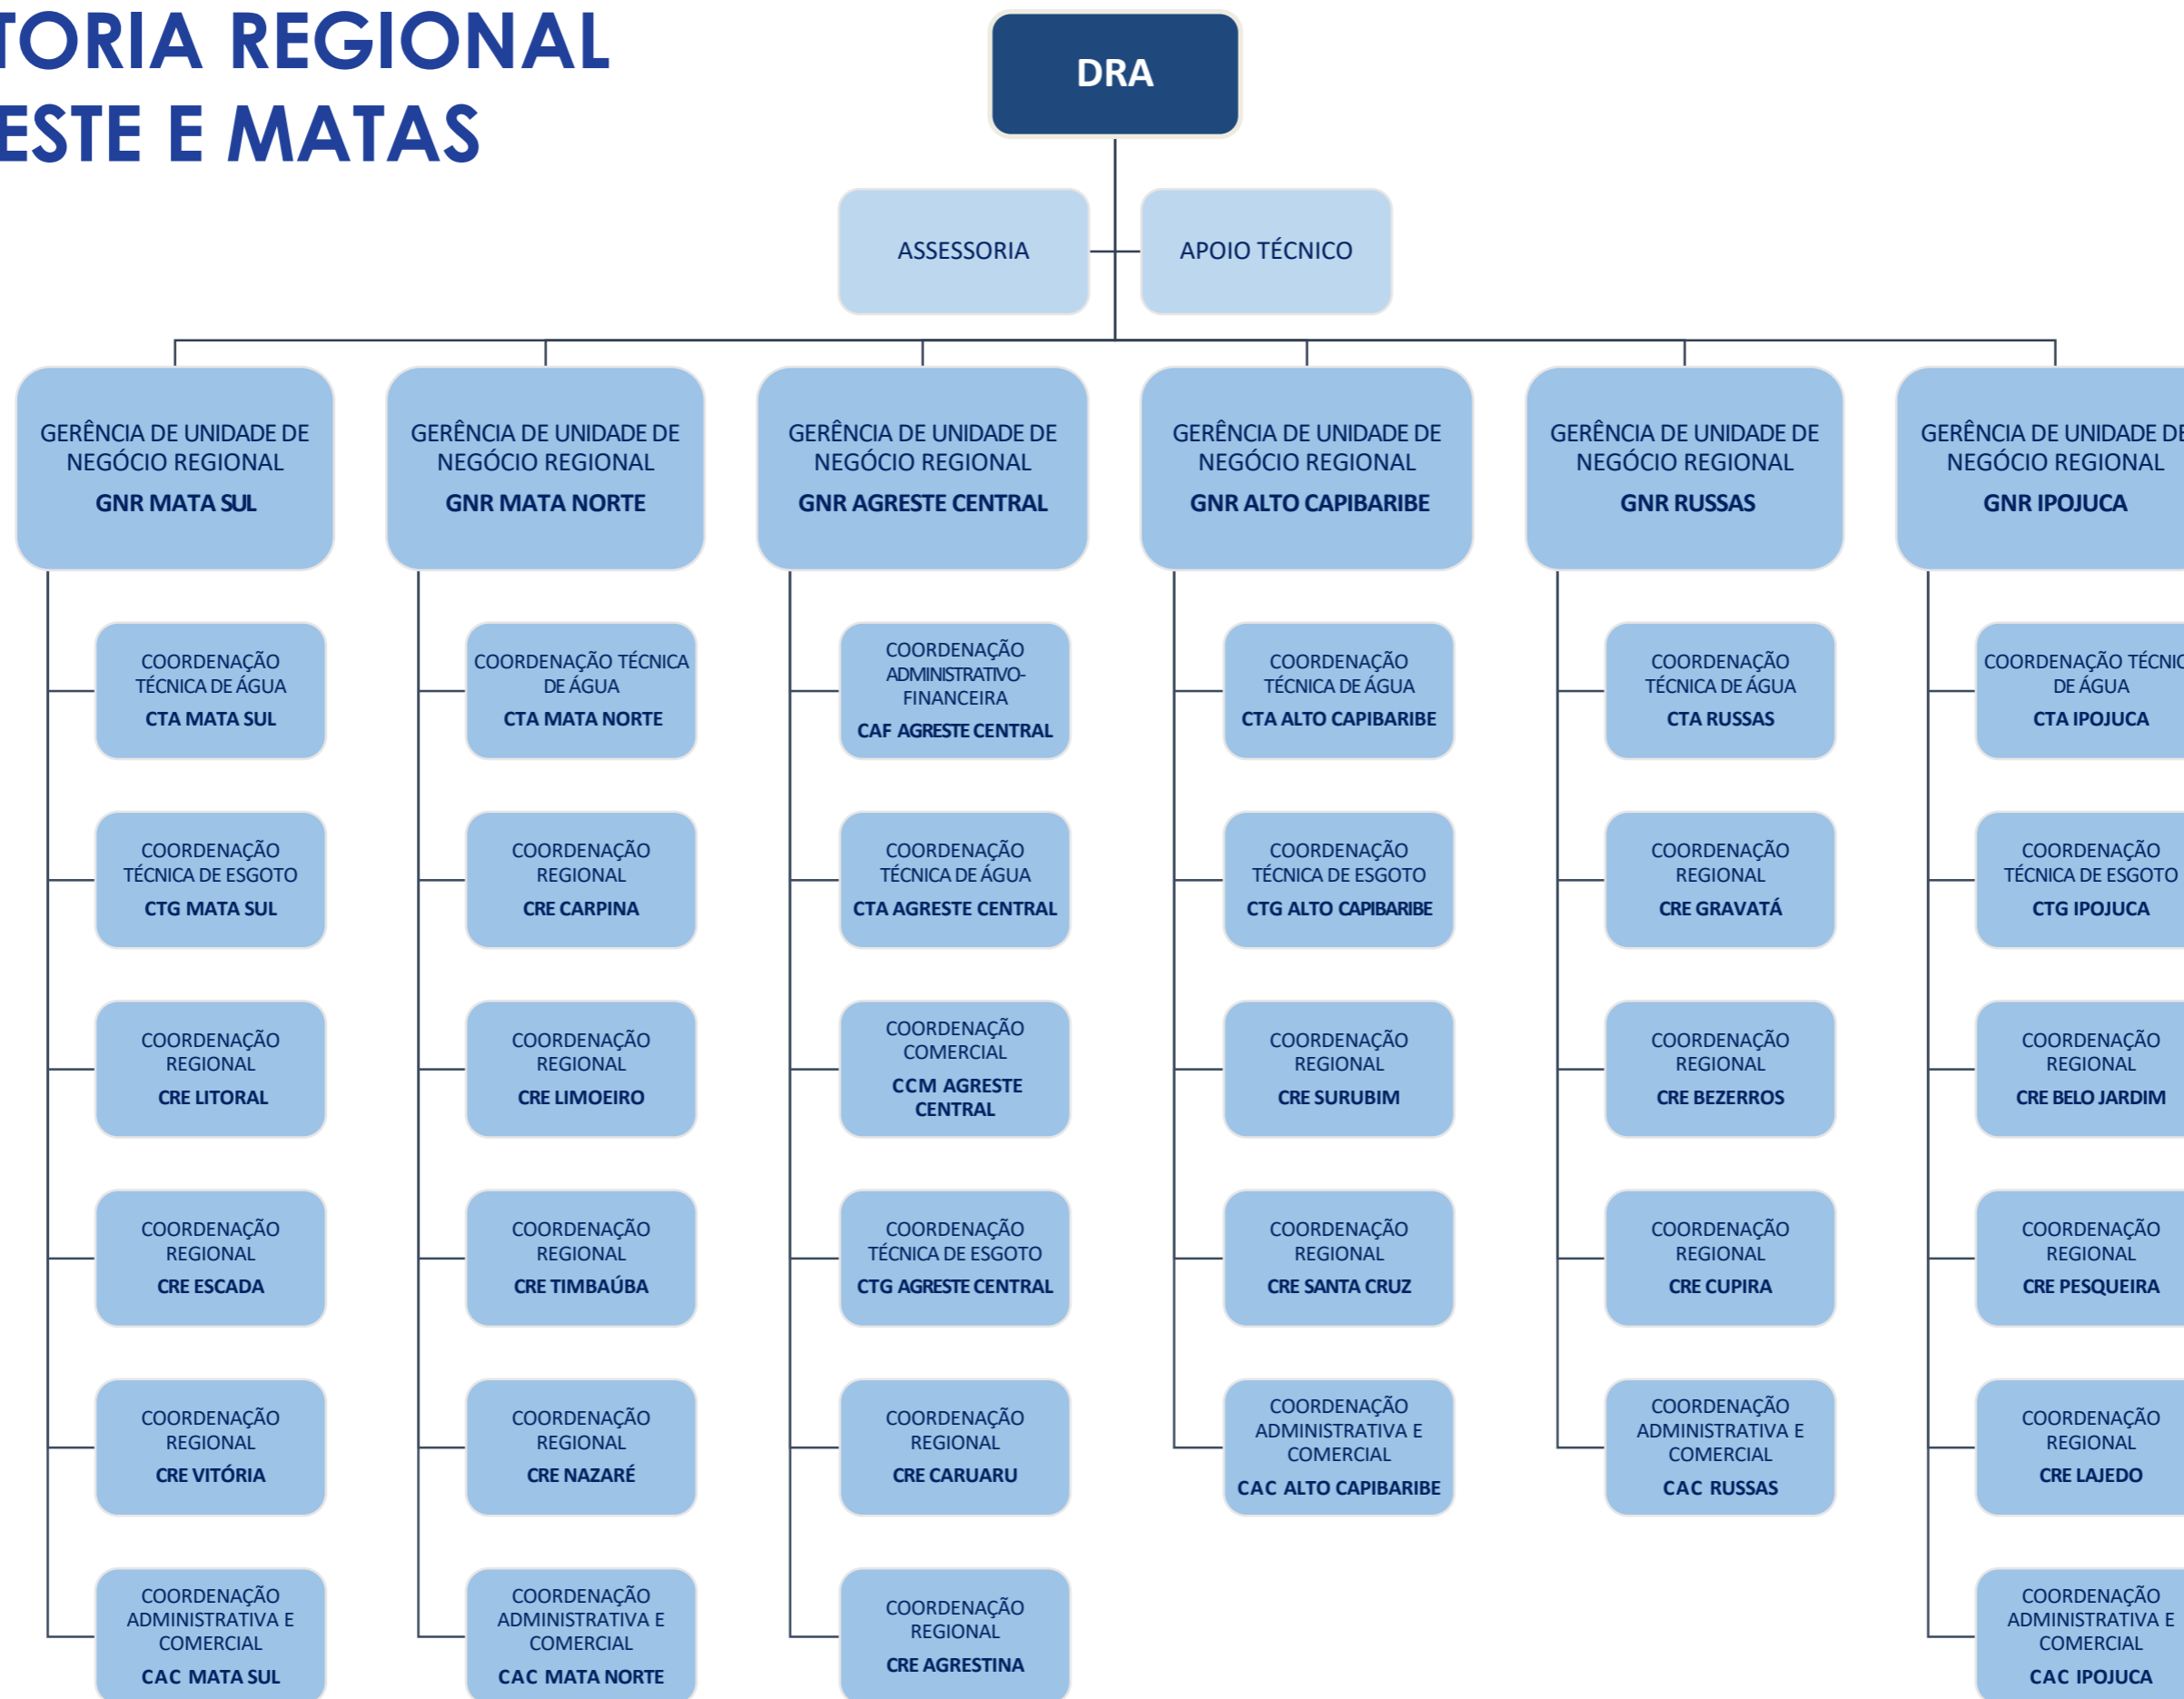 TORIA REGIONAL
ESTE E MATAS
DRA
ASSESSORIA
APOIO TÉCNICO
GERÊNCIA DE UNIDADE DE
NEGÓCIO REGIONAL
GNR MATA SUL
GERÊNCIA DE UNIDADE DE
NEGÓCIO REGIONAL
GNR MATA NORTE
GERÊNCIA DE UNIDADE DE
NEGÓCIO REGIONAL
GNR AGRESTE CENTRAL
GERÊNCIA DE UNIDADE DE
NEGÓCIO REGIONAL
GNR ALTO CAPIBARIBE
GERÊNCIA DE UNIDADE DE
NEGÓCIO REGIONAL
GNR RUSSAS
GERÊNCIA DE UNIDADE DE
NEGÓCIO REGIONAL
GNR IPOJUCA
COORDENAÇÃO
TÉCNICA DE ÁGUA
CTA MATA SUL
COORDENAÇÃO TÉCNICA
DE ÁGUA
CTA MATA NORTE
COORDENAÇÃO
ADMINISTRATIVO-
FINANCEIRA
CAF AGRESTE CENTRAL
COORDENAÇÃO
TÉCNICA DE ÁGUA
CTA ALTO CAPIBARIBE
COORDENAÇÃO
TÉCNICA DE ÁGUA
CTA RUSSAS
COORDENAÇÃO TÉCNIC
DE ÁGUA
CTA IPOJUCA
COORDENAÇÃO
TÉCNICA DE ESGOTO
CTG MATA SUL
COORDENAÇÃO
REGIONAL
CRE CARPINA
COORDENAÇÃO
TÉCNICA DE ÁGUA
CTA AGRESTE CENTRAL
COORDENAÇÃO
TÉCNICA DE ESGOTO
CTG ALTO CAPIBARIBE
COORDENAÇÃO
REGIONAL
CRE GRAVATÁ
COORDENAÇÃO
TÉCNICA DE ESGOTO
CTG IPOJUCA
COORDENAÇÃO
REGIONAL
CRE LITORAL
COORDENAÇÃO
REGIONAL
CRE LIMOEIRO
COORDENAÇÃO
COMERCIAL
CCM AGRESTE
CENTRAL
COORDENAÇÃO
REGIONAL
CRE SURUBIM
COORDENAÇÃO
REGIONAL
CRE BEZERROS
COORDENAÇÃO
REGIONAL
CRE BELO JARDIM
COORDENAÇÃO
REGIONAL
CRE ESCADA
COORDENAÇÃO
REGIONAL
CRE TIMBAÚBA
COORDENAÇÃO
TÉCNICA DE ESGOTO
CTG AGRESTE CENTRAL
COORDENAÇÃO
REGIONAL
CRE SANTA CRUZ
COORDENAÇÃO
REGIONAL
CRE CUPIRA
COORDENAÇÃO
REGIONAL
CRE PESQUEIRA
COORDENAÇÃO
REGIONAL
CRE VITÓRIA
COORDENAÇÃO
REGIONAL
CRE NAZARÉ
COORDENAÇÃO
REGIONAL
CRE CARUARU
COORDENAÇÃO
ADMINISTRATIVA E
COMERCIAL
CAC ALTO CAPIBARIBE
COORDENAÇÃO
ADMINISTRATIVA E
COMERCIAL
CAC RUSSAS
COORDENAÇÃO
REGIONAL
CRE LAJEDO
COORDENAÇÃO
ADMINISTRATIVA E
COMERCIAL
CAC MATA SUL
COORDENAÇÃO
ADMINISTRATIVA E
COMERCIAL
CAC MATA NORTE
COORDENAÇÃO
REGIONAL
CRE AGRESTINA
COORDENAÇÃO
ADMINISTRATIVA E
COMERCIAL
CAC IPOJUCA